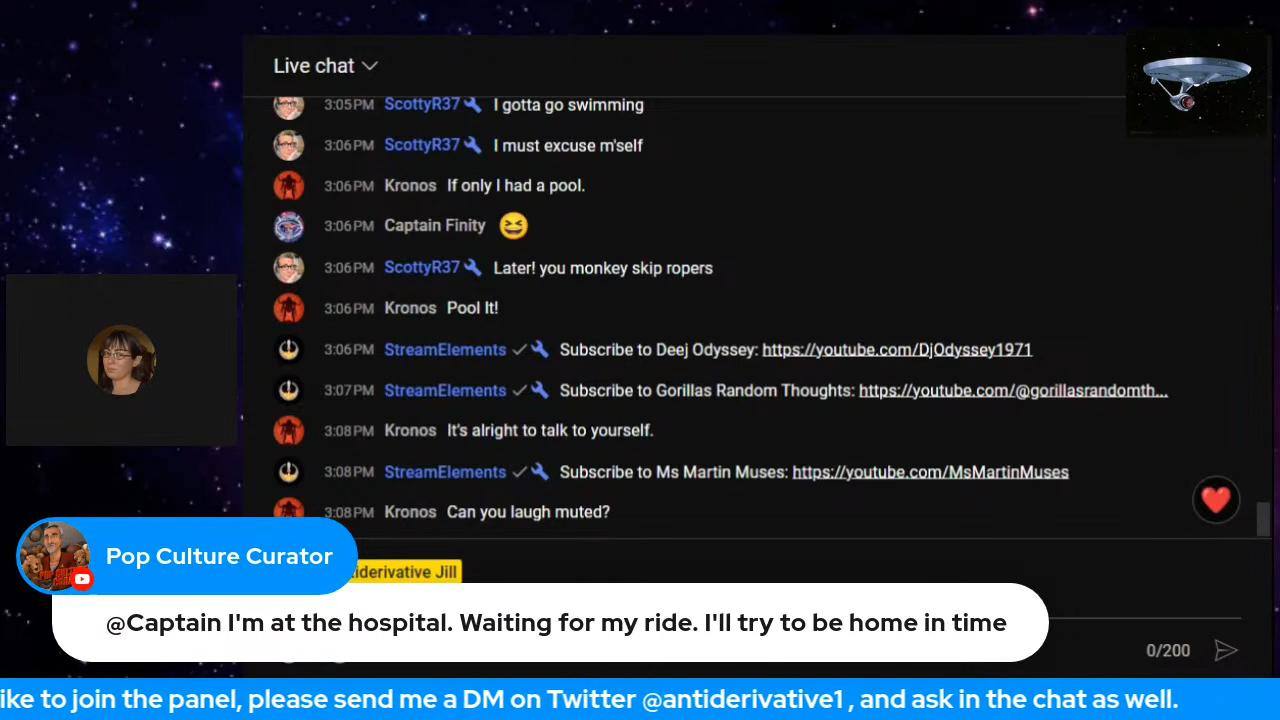 Live chat
3:05 PM ScottyR37 I gotta go swimming
3:06 PM ScottyR37 I must excuse m'self
3:06 PM Kronos If only I had a pool.
3:06 PM Captain Finity 😆
3:06 PM ScottyR37 Later! you monkey skip ropers
3:06 PM Kronos Pool It!
3:06 PM StreamElements Subscribe to Deej Odyssey: https://youtube.com/DjOdyssey1971
3:07 PM StreamElements Subscribe to Gorillas Random Thoughts: https://youtube.com/@gorillasrandomth...
3:08 PM Kronos It's alright to talk to yourself.
3:08 PM StreamElements Subscribe to Ms Martin Muses: https://youtube.com/MsMartinMuses
3:08 PM Kronos Can you laugh muted?
Pop Culture Curator
tiderivative Jill
@Captain I'm at the hospital. Waiting for my ride. I'll try to be home in time
0/200
ike to join the panel, please send me a DM on Twitter @antiderivative1 , and ask in the chat as well.